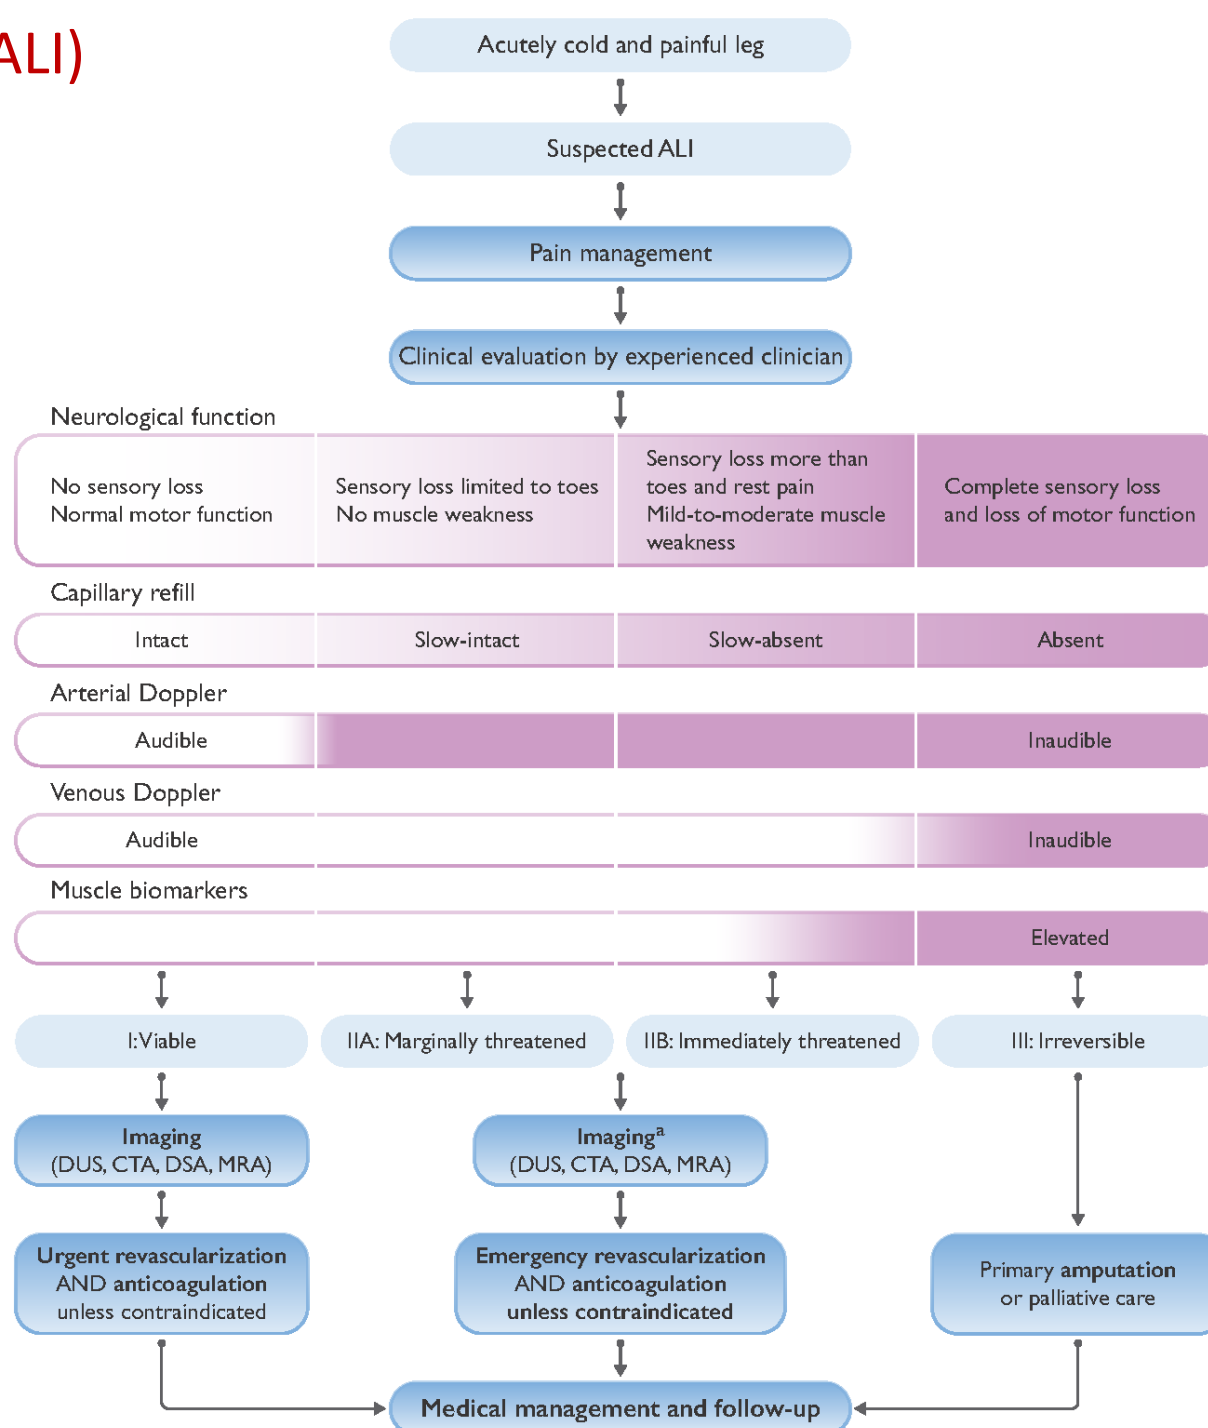 ALI)
Acutely cold and painful leg
Suspected ALI
Pain management
Clinical evaluation by experienced clinician
Neurological function
No sensory loss
Normal motor function
Sensory loss limited to toes
No muscle weakness
Sensory loss more than
toes and rest pain
Mild-to-moderate muscle
weakness
Complete sensory loss
and loss of motor function
Capillary refill
Intact
Slow-intact
Slow-absent
Absent
Arterial Doppler
Audible
Inaudible
Venous Doppler
Audible
Inaudible
Muscle biomarkers
Elevated
I: Viable
IIA: Marginally threatened
IIB: Immediately threatened
III: Irreversible
Imaging
(DUS, CTA, DSA, MRA)
Imagingᵃ
(DUS, CTA, DSA, MRA)
Urgent revascularization
AND anticoagulation
unless contraindicated
Emergency revascularization
AND anticoagulation
unless contraindicated
Primary amputation
or palliative care
Medical management and follow-up